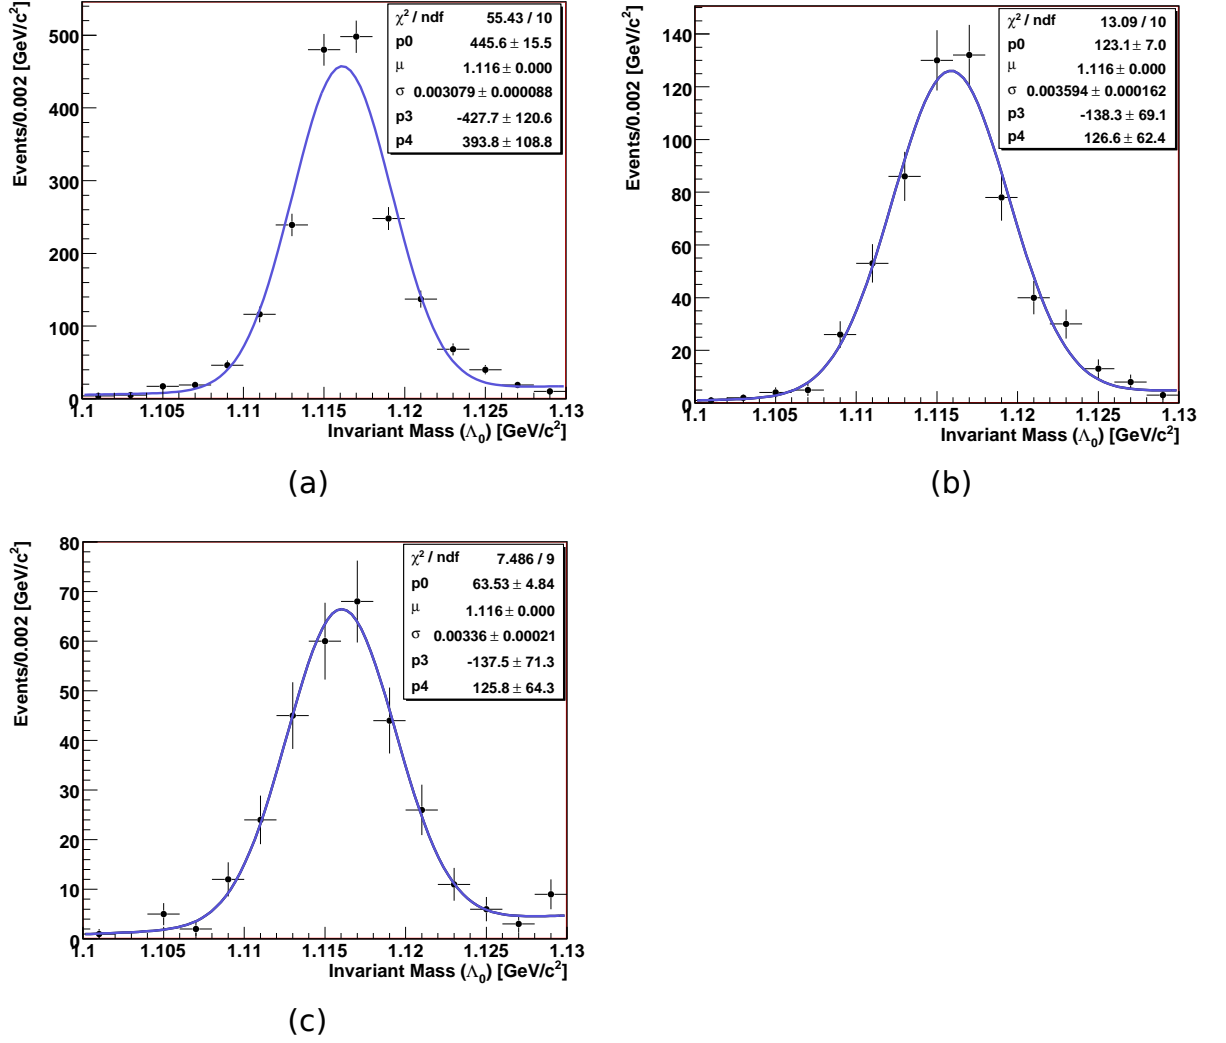 χ² / ndf 55.43 / 10
p0 445.6 ± 15.5
μ 1.116 ± 0.000
σ 0.003079 ± 0.000088
p3 -427.7 ± 120.6
p4 393.8 ± 108.8
Events/0.002 [GeV/c²]
500
400
300
200
100
0
1.1 1.105 1.11 1.115 1.12 1.125 1.13
Invariant Mass (Λ₀) [GeV/c²]
(a)
χ² / ndf 13.09 / 10
p0 123.1 ± 7.0
μ 1.116 ± 0.000
σ 0.003594 ± 0.000162
p3 -138.3 ± 69.1
p4 126.6 ± 62.4
Events/0.002 [GeV/c²]
140
120
100
80
60
40
20
0
1.1 1.105 1.11 1.115 1.12 1.125 1.13
Invariant Mass (Λ₀) [GeV/c²]
(b)
χ² / ndf 7.486 / 9
p0 63.53 ± 4.84
μ 1.116 ± 0.000
σ 0.00336 ± 0.00021
p3 -137.5 ± 71.3
p4 125.8 ± 64.3
Events/0.002 [GeV/c²]
80
70
60
50
40
30
20
10
0
1.1 1.105 1.11 1.115 1.12 1.125 1.13
Invariant Mass (Λ₀) [GeV/c²]
(c)